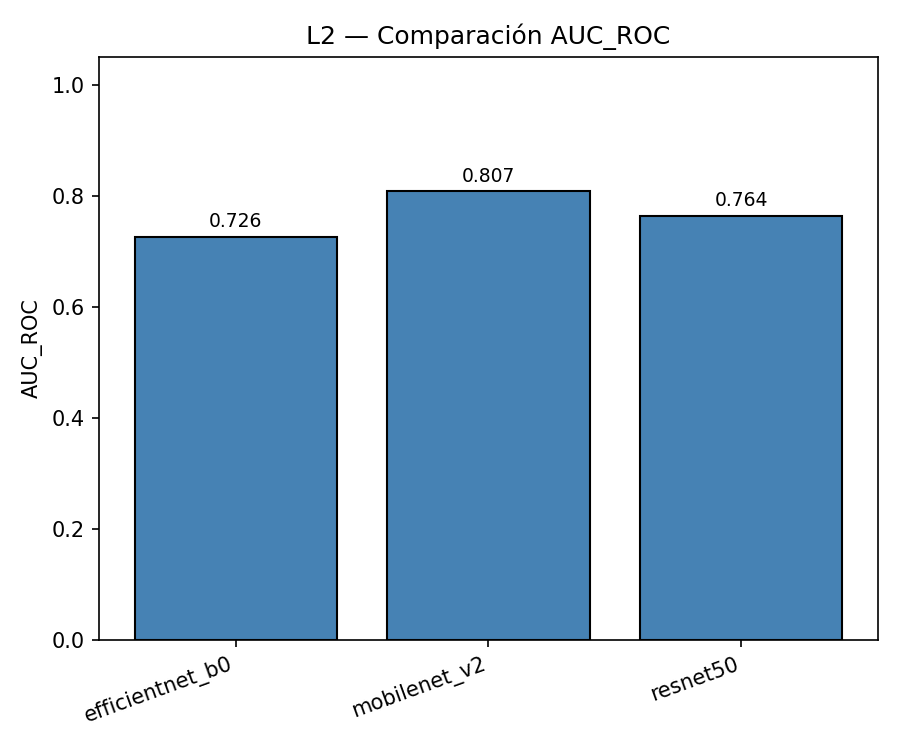 L2 — Comparación AUC_ROC
AUC_ROC
1.0
0.8
0.6
0.4
0.2
0.0
0.726
0.807
0.764
efficientnet_b0
mobilenet_v2
resnet50